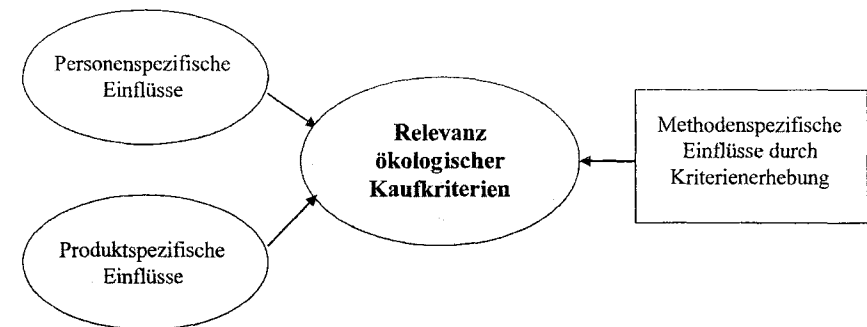 Personenspezifische
Einflüsse
Relevanz
ökologischer
Kaufkriterien
Methodenspezifische
Einflüsse durch
Kriterienerhebung
Produktspezifische
Einflüsse